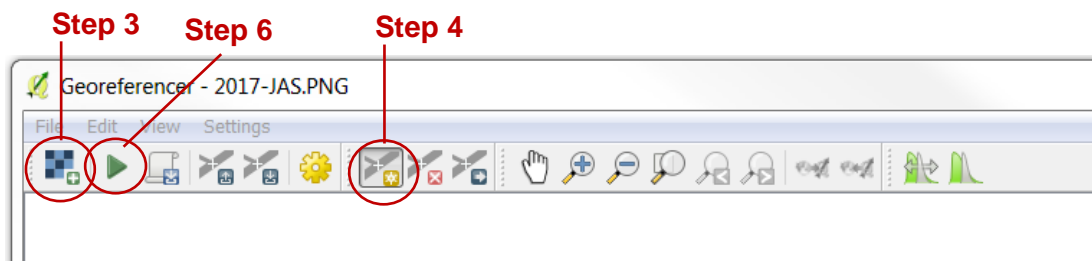 Step 3 Step 6 Step 4
Georeferencer - 2017-JAS.PNG
File Edit View Settings